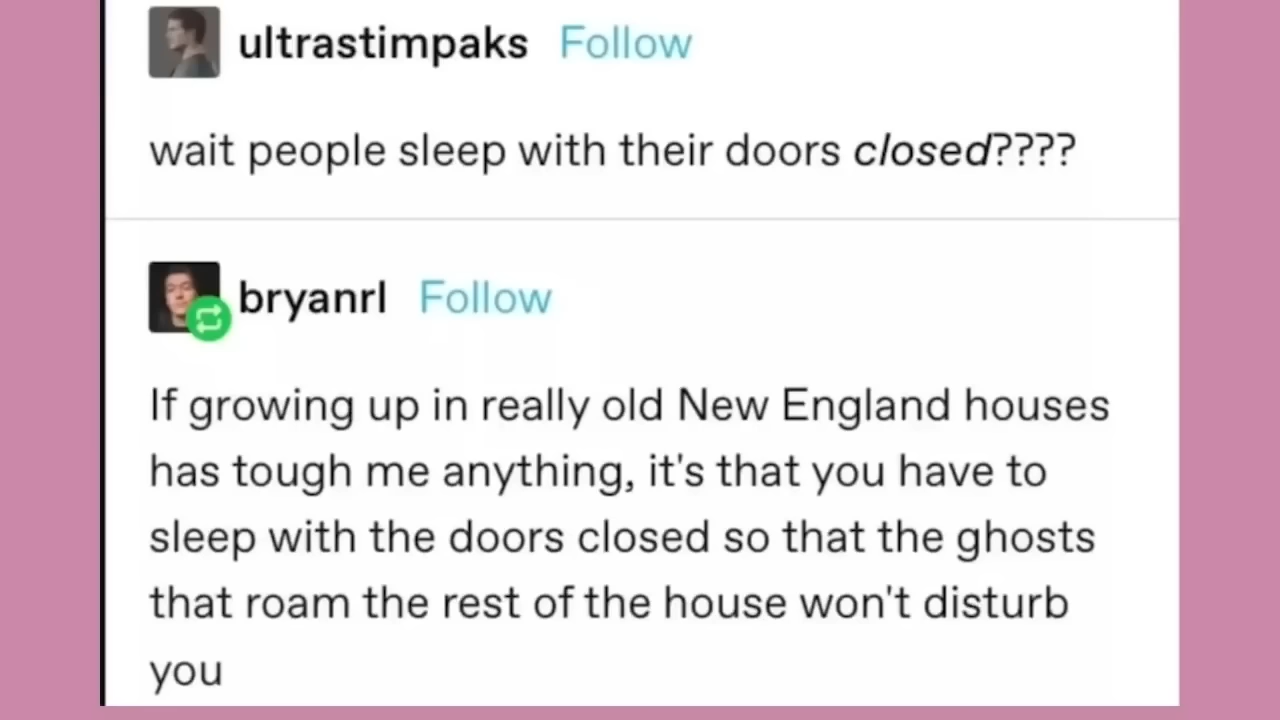 ultrastimpaks Follow
wait people sleep with their doors closed????
bryanrl Follow
If growing up in really old New England houses
has tough me anything, it's that you have to
sleep with the doors closed so that the ghosts
that roam the rest of the house won't disturb
you